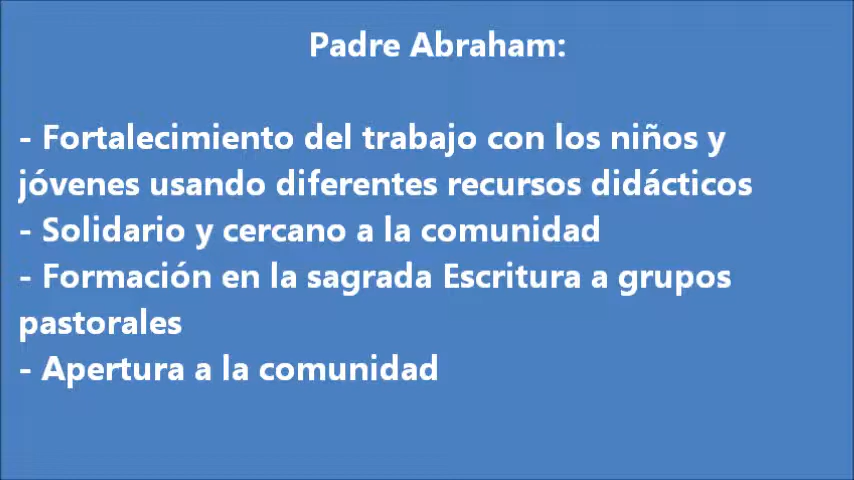 Padre Abraham:
- Fortalecimiento del trabajo con los niños y
jóvenes usando diferentes recursos didácticos
- Solidario y cercano a la comunidad
- Formación en la sagrada Escritura a grupos
pastorales
- Apertura a la comunidad